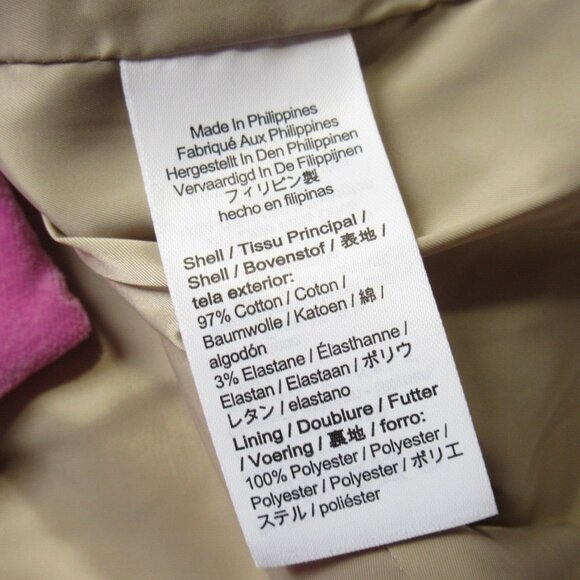 Made In Philippines
Fabriqué Aux Philippines
Hergestellt In Den Philippinen
Vervaardigd In De Filippijnen
フィリピン製
hecho en filipinas
Shell / Tissu Principal /
Shell / Bovenstof / 表地 /
tela exterior:
97% Cotton / Coton /
Baumwolle / Katoen / 綿 /
algodón
3% Elastane / Élasthanne /
Elastan / Elastaan / ポリウ
レタン / elastano
Lining / Doublure / Futter
/ Voering / 裏地 / forro:
100% Polyester / Polyester /
Polyester / Polyester / ポリエ
ステル / poliéster